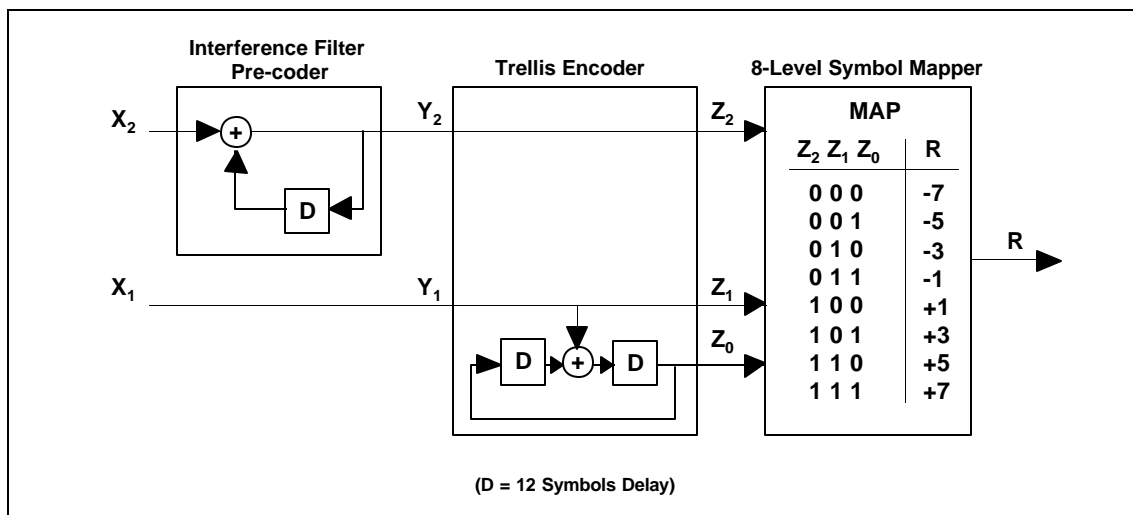 Interference Filter
Pre-coder
Trellis Encoder
8-Level Symbol Mapper
X₂
+
D
Y₂
Z₂
X₁
Y₁
Z₁
D
+
D
Z₀
MAP
Z₂ Z₁ Z₀ R
0 0 0 -7
0 0 1 -5
0 1 0 -3
0 1 1 -1
1 0 0 +1
1 0 1 +3
1 1 0 +5
1 1 1 +7
R
(D = 12 Symbols Delay)